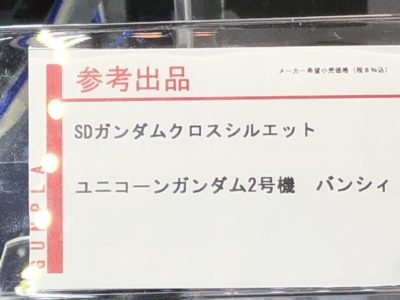 参考出品
メーカー希望小売価格(税8%込)
SDガンダムクロスシルエット
ユニコーンガンダム2号機 バンシィ
GUNPLA